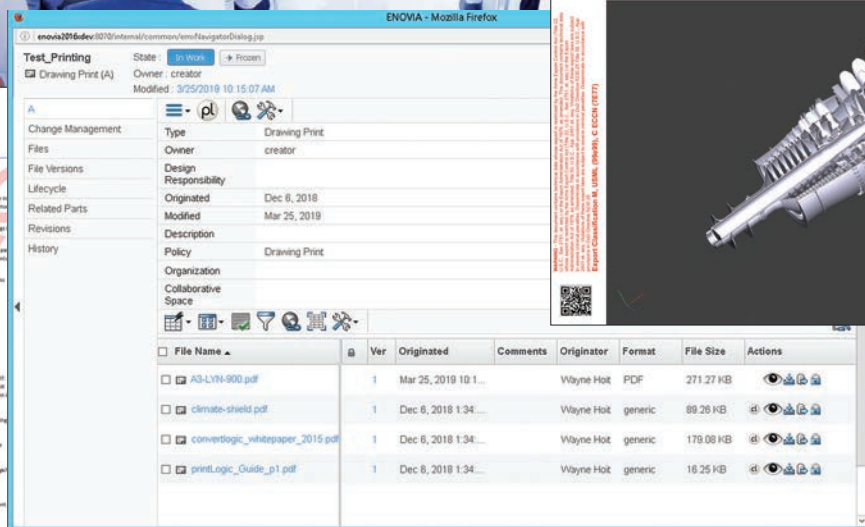 ENOVIA - Mozilla Firefox
enovis2016xdev:8070/internal/common/emxNavigatorDialog.jsp
Test_Printing
State : In Work Frozen
Drawing Print (A)
Owner : creator
Modified : 3/25/2019 10:15:07 AM
A
Change Management
Files
File Versions
Lifecycle
Related Parts
Revisions
History
pl
Type Drawing Print
Owner creator
Design
Responsibility
Originated Dec 6, 2018
Modified Mar 25, 2019
Description
Policy Drawing Print
Organization
Collaborative
Space
File Name Ver Originated Comments Originator Format File Size Actions
A3-LYN-900.pdf 1 Mar 25, 2019 10:1... Wayne Hoit PDF 271.27 KB
climate-shield.pdf 1 Dec 6, 2018 1:34:... Wayne Hoit generic 89.26 KB cl
convertlogic_whitepaper_2015.pdf 1 Dec 6, 2018 1:34:... Wayne Hoit generic 179.08 KB cl
printLogic_Guide_p1.pdf 1 Dec 6, 2018 1:34:... Wayne Hoit generic 16.25 KB cl
Export Classification M, USML (99e99), C ECCN (7E77)